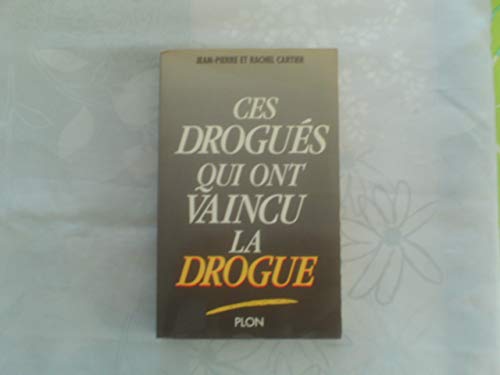 JEAN-PIERRE ET RACHEL CARTIER
CES
DROGUÉS
QUI ONT
VAINCU
LA
DROGUE
PLON